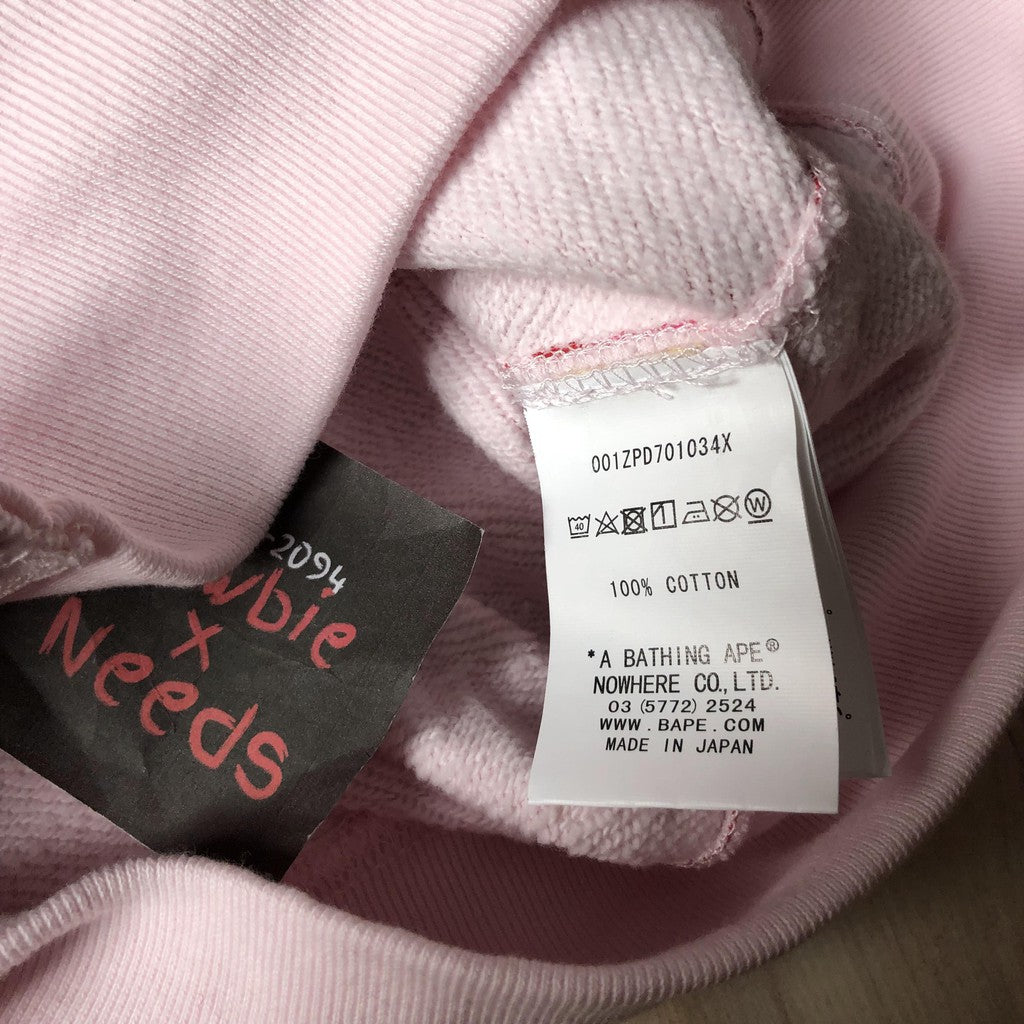 001ZPD701034X
40
W
100% COTTON
*A BATHING APE®
NOWHERE CO., LTD.
03 (5772) 2524
WWW.BAPE.COM
MADE IN JAPAN
-2094
wbie
x
Needs